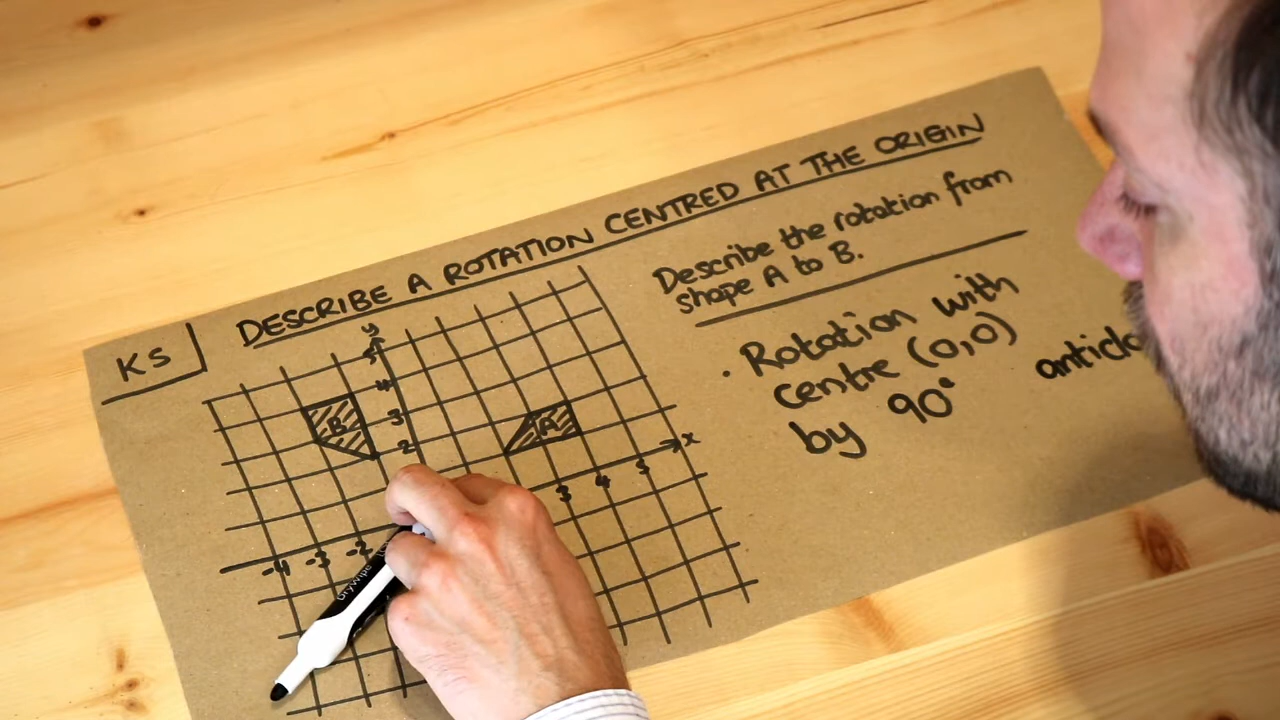 DESCRIBE A ROTATION CENTRED AT THE ORIGIN
KS
Describe the rotation from
shape A to B.
. Rotation with
centre (0,0)
by 90° anticlo
y
5
4
3
2
B
A
x
3 4 5
-4 -3 -2
Drywipe